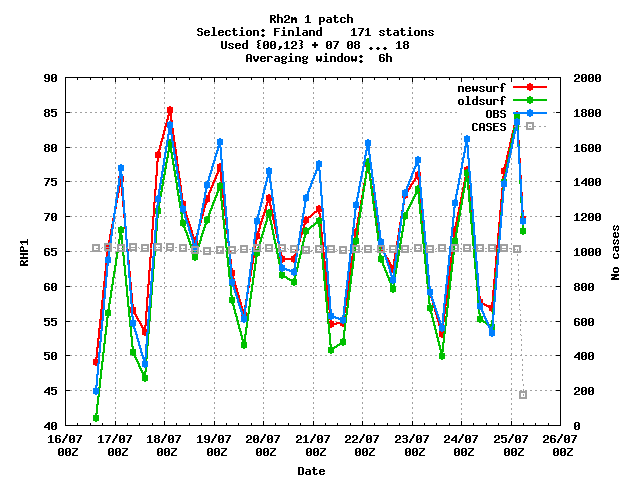 Rh2m 1 patch
Selection: Finland    171 stations
Used {00,12} + 07 08 ... 18
Averaging window:  6h
newsurf
oldsurf
OBS
CASES
90
85
80
75
70
65
60
55
50
45
40
RHP1
2000
1800
1600
1400
1200
1000
800
600
400
200
0
No cases
16/07 17/07 18/07 19/07 20/07 21/07 22/07 23/07 24/07 25/07 26/07
00Z 00Z 00Z 00Z 00Z 00Z 00Z 00Z 00Z 00Z 00Z
Date